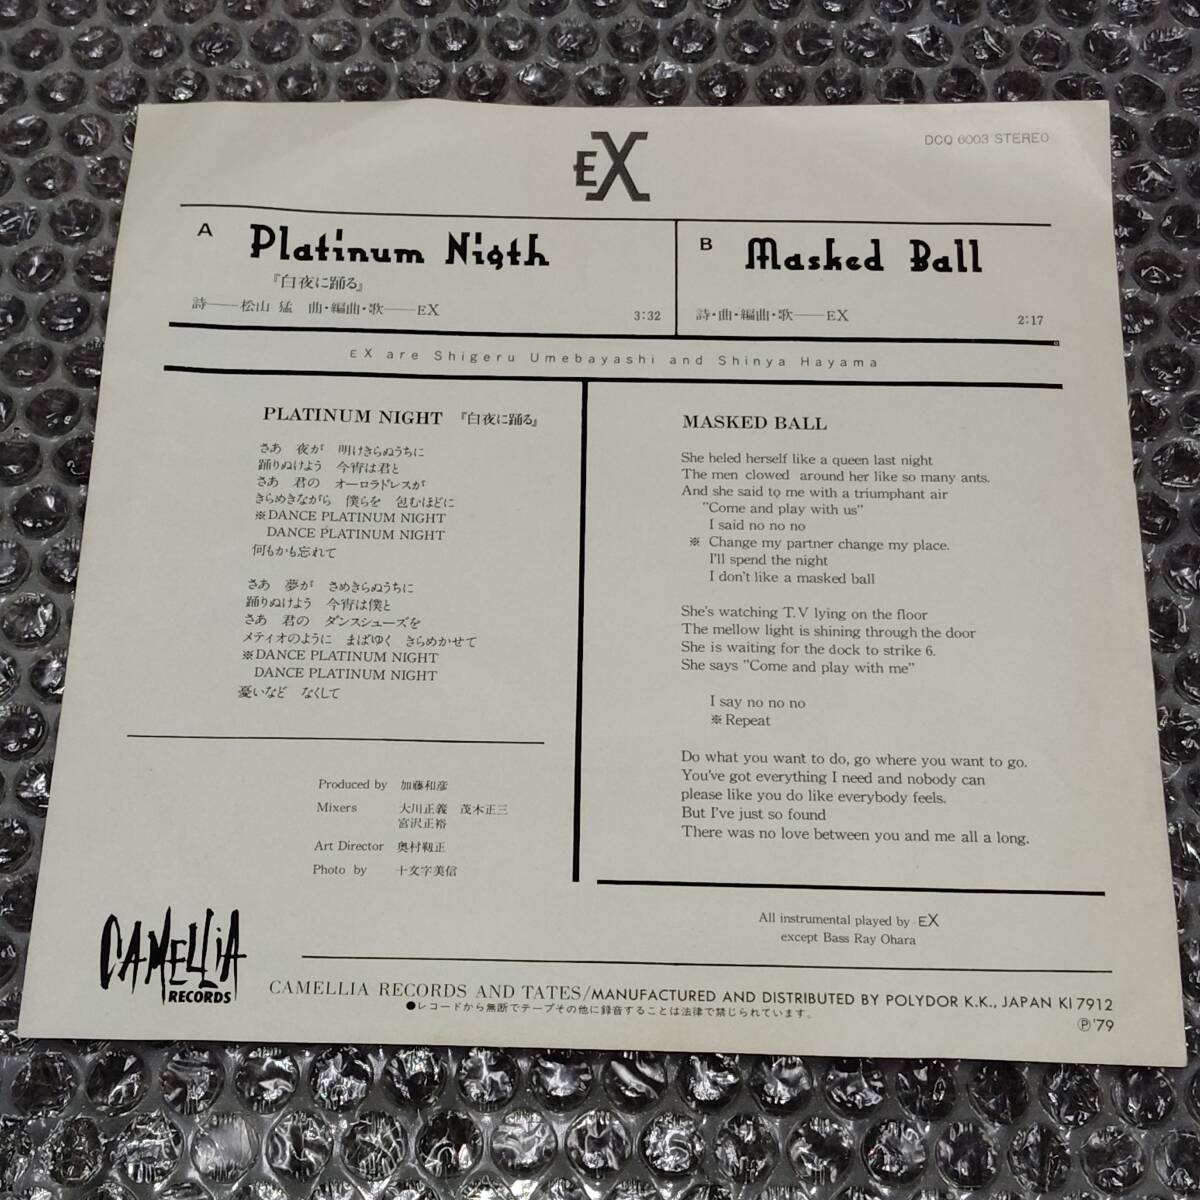 EX
DCQ 6003 STEREO
A Platinum Nigth
『白夜に踊る』
詩——松山 猛 曲・編曲・歌——EX 3:32
B Masked Ball
詩・曲・編曲・歌——EX 2:17
EX are Shigeru Umebayashi and Shinya Hayama
PLATINUM NIGHT 『白夜に踊る』
さあ 夜が 明けきらぬうちに
踊りぬけよう 今宵は君と
さあ 君の オーロラドレスが
きらめきながら 僕らを 包むほどに
※DANCE PLATINUM NIGHT
DANCE PLATINUM NIGHT
何もかも忘れて
さあ 夢が さめきらぬうちに
踊りぬけよう 今宵は僕と
さあ 君の ダンスシューズを
メティオのように まばゆく きらめかせて
※DANCE PLATINUM NIGHT
DANCE PLATINUM NIGHT
憂いなど なくして
Produced by 加藤和彦
Mixers 大川正義 茂木正三
宮沢正裕
Art Director 奥村靫正
Photo by 十文字美信
MASKED BALL
She heled herself like a queen last night
The men clowed around her like so many ants.
And she said to me with a triumphant air
"Come and play with us"
I said no no no
※ Change my partner change my place.
I'll spend the night
I don't like a masked ball
She's watching T.V lying on the floor
The mellow light is shining through the door
She is waiting for the dock to strike 6.
She says "Come and play with me"
I say no no no
※Repeat
Do what you want to do, go where you want to go.
You've got everything I need and nobody can
please like you do like everybody feels.
But I've just so found
There was no love between you and me all a long.
All instrumental played by EX
except Bass Ray Ohara
CAMELLIA
RECORDS
CAMELLIA RECORDS AND TATES/MANUFACTURED AND DISTRIBUTED BY POLYDOR K.K., JAPAN KI 7912
●レコードから無断でテープその他に録音することは法律で禁じられています。
Ⓟ'79